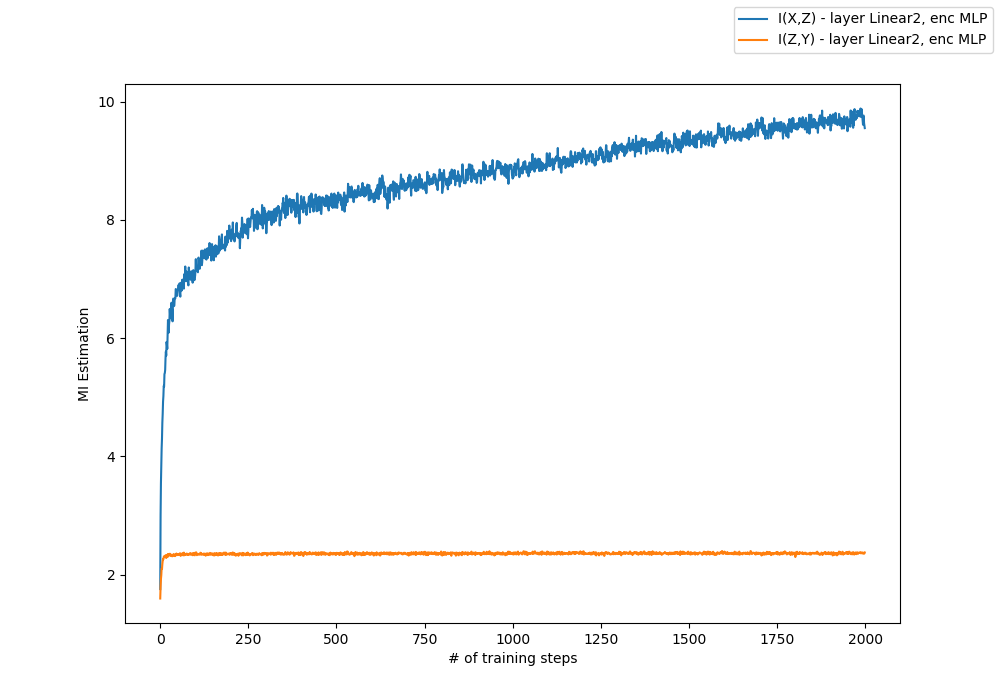 I(X,Z) - layer Linear2, enc MLP
I(Z,Y) - layer Linear2, enc MLP
10
8
6
4
2
MI Estimation
0 250 500 750 1000 1250 1500 1750 2000
# of training steps